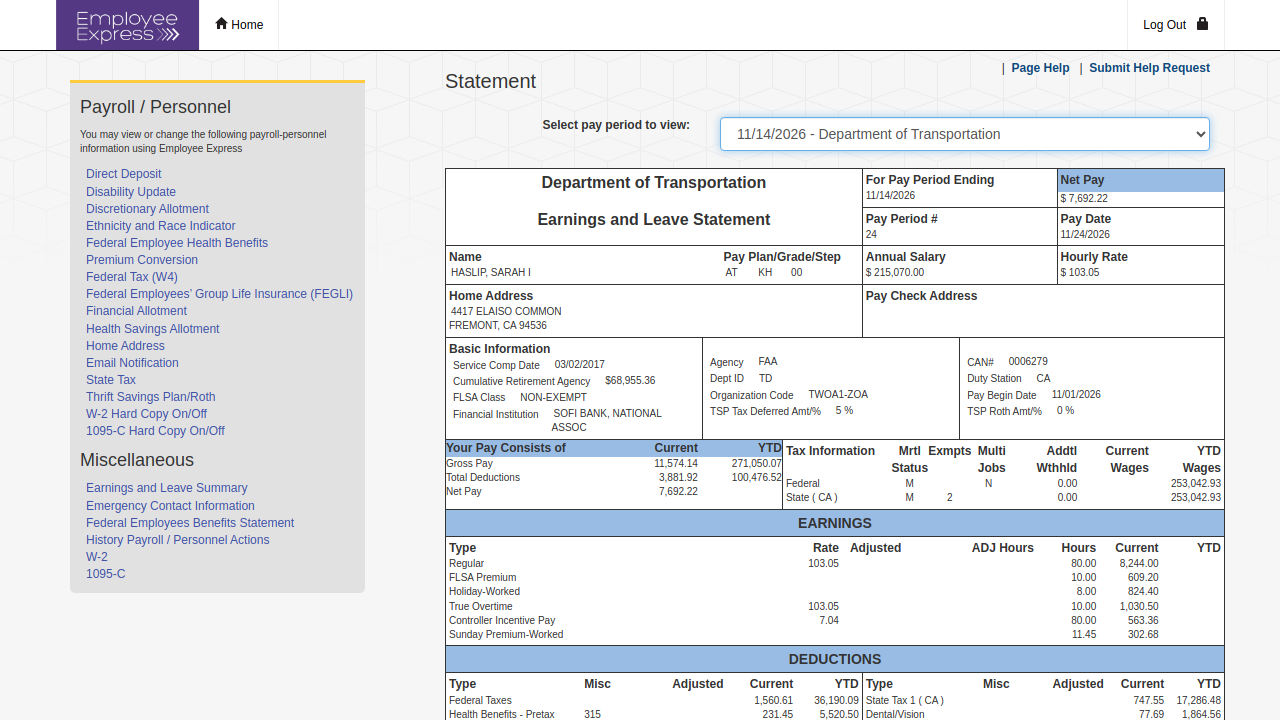 Employee Express
Home
Log Out
Payroll / Personnel
You may view or change the following payroll-personnel
information using Employee Express
Direct Deposit
Disability Update
Discretionary Allotment
Ethnicity and Race Indicator
Federal Employee Health Benefits
Premium Conversion
Federal Tax (W4)
Federal Employees' Group Life Insurance (FEGLI)
Financial Allotment
Health Savings Allotment
Home Address
Email Notification
State Tax
Thrift Savings Plan/Roth
W-2 Hard Copy On/Off
1095-C Hard Copy On/Off
Miscellaneous
Earnings and Leave Summary
Emergency Contact Information
Federal Employees Benefits Statement
History Payroll / Personnel Actions
W-2
1095-C
Statement
| Page Help | Submit Help Request
Select pay period to view: 11/14/2026 - Department of Transportation
Department of Transportation
Earnings and Leave Statement
For Pay Period Ending
11/14/2026
Net Pay
$ 7,692.22
Pay Period #
24
Pay Date
11/24/2026
Name Pay Plan/Grade/Step
HASLIP, SARAH I AT KH 00
Annual Salary
$ 215,070.00
Hourly Rate
$ 103.05
Home Address
4417 ELAISO COMMON
FREMONT, CA 94536
Pay Check Address
Basic Information
Service Comp Date 03/02/2017
Cumulative Retirement Agency $68,955.36
FLSA Class NON-EXEMPT
Financial Institution SOFI BANK, NATIONAL
ASSOC
Agency FAA
Dept ID TD
Organization Code TWOA1-ZOA
TSP Tax Deferred Amt/% 5 %
CAN# 0006279
Duty Station CA
Pay Begin Date 11/01/2026
TSP Roth Amt/% 0 %
Your Pay Consists of Current YTD
Gross Pay 11,574.14 271,050.07
Total Deductions 3,881.92 100,476.52
Net Pay 7,692.22
Tax Information Mrtl Exmpts Multi Addtl Current YTD
Status Jobs Wthhld Wages Wages
Federal M N 0.00 253,042.93
State ( CA ) M 2 0.00 253,042.93
EARNINGS
Type Rate Adjusted ADJ Hours Hours Current YTD
Regular 103.05 80.00 8,244.00
FLSA Premium 10.00 609.20
Holiday-Worked 8.00 824.40
True Overtime 103.05 10.00 1,030.50
Controller Incentive Pay 7.04 80.00 563.36
Sunday Premium-Worked 11.45 302.68
DEDUCTIONS
Type Misc Adjusted Current YTD Type Misc Adjusted Current YTD
Federal Taxes 1,560.61 36,190.09 State Tax 1 ( CA ) 747.55 17,286.48
Health Benefits - Pretax 315 231.45 5,520.50 Dental/Vision 77.69 1,864.56